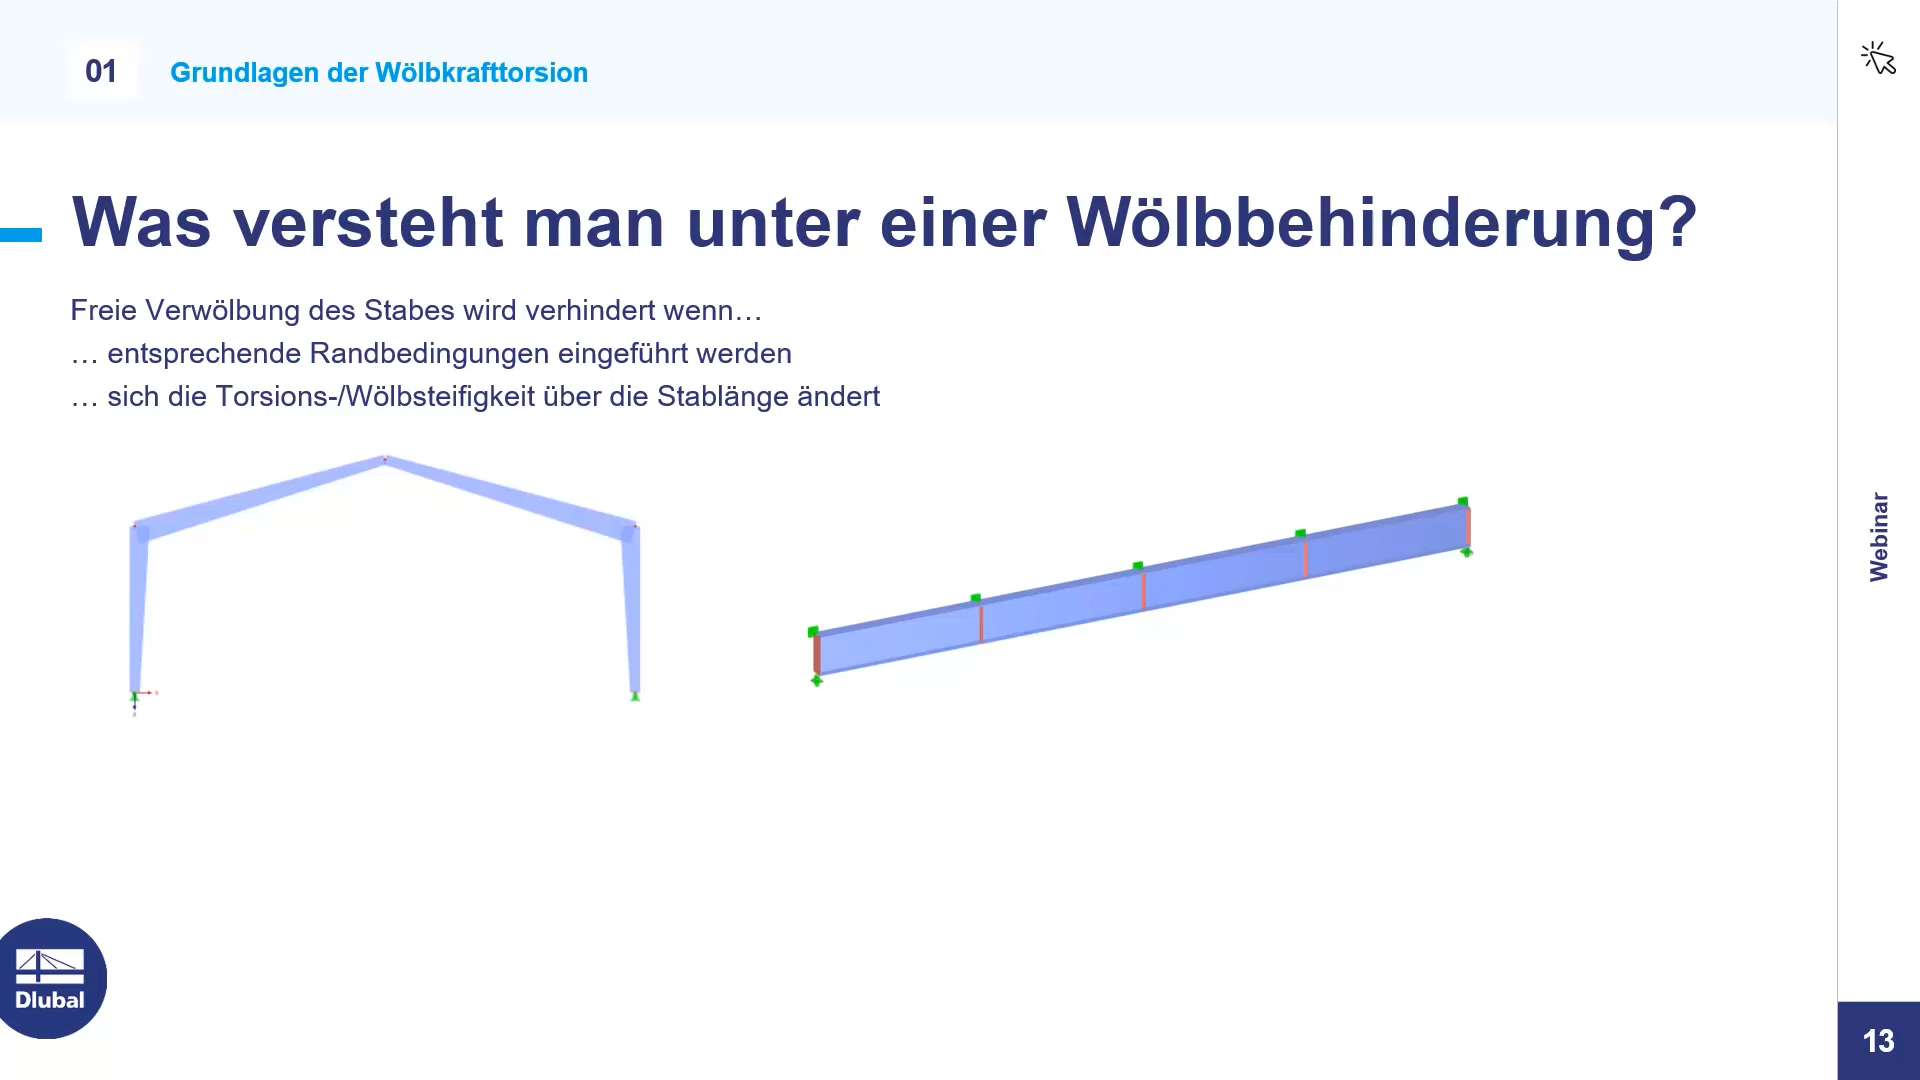 01
Grundlagen der Wölbkrafttorsion
Was versteht man unter einer Wölbbehinderung?
Freie Verwölbung des Stabes wird verhindert wenn…
… entsprechende Randbedingungen eingeführt werden
… sich die Torsions-/Wölbsteifigkeit über die Stablänge ändert
Webinar
Dlubal
13